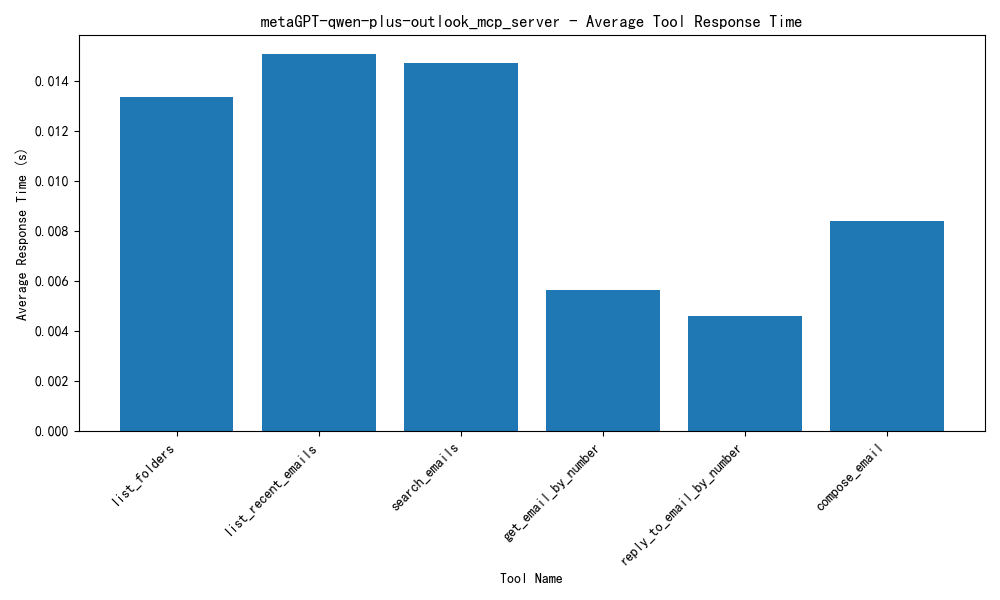 metaGPT-qwen-plus-outlook_mcp_server - Average Tool Response Time
Average Response Time (s)
0.014
0.012
0.010
0.008
0.006
0.004
0.002
0.000
list_folders
list_recent_emails
search_emails
get_email_by_number
reply_to_email_by_number
compose_email
Tool Name